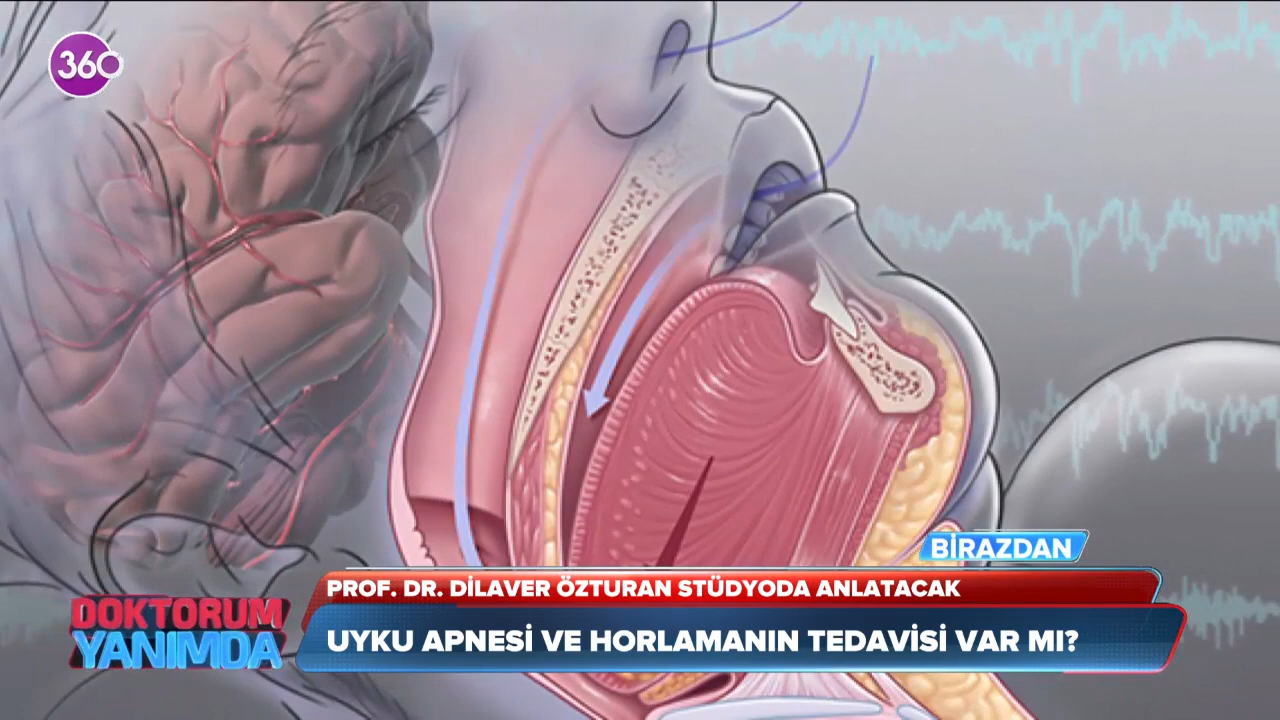 360
BİRAZDAN
PROF. DR. DİLAVER ÖZTURAN STÜDYODA ANLATACAK
DOKTORUM
YANIMDA
UYKU APNESİ VE HORLAMANIN TEDAVİSİ VAR MI?